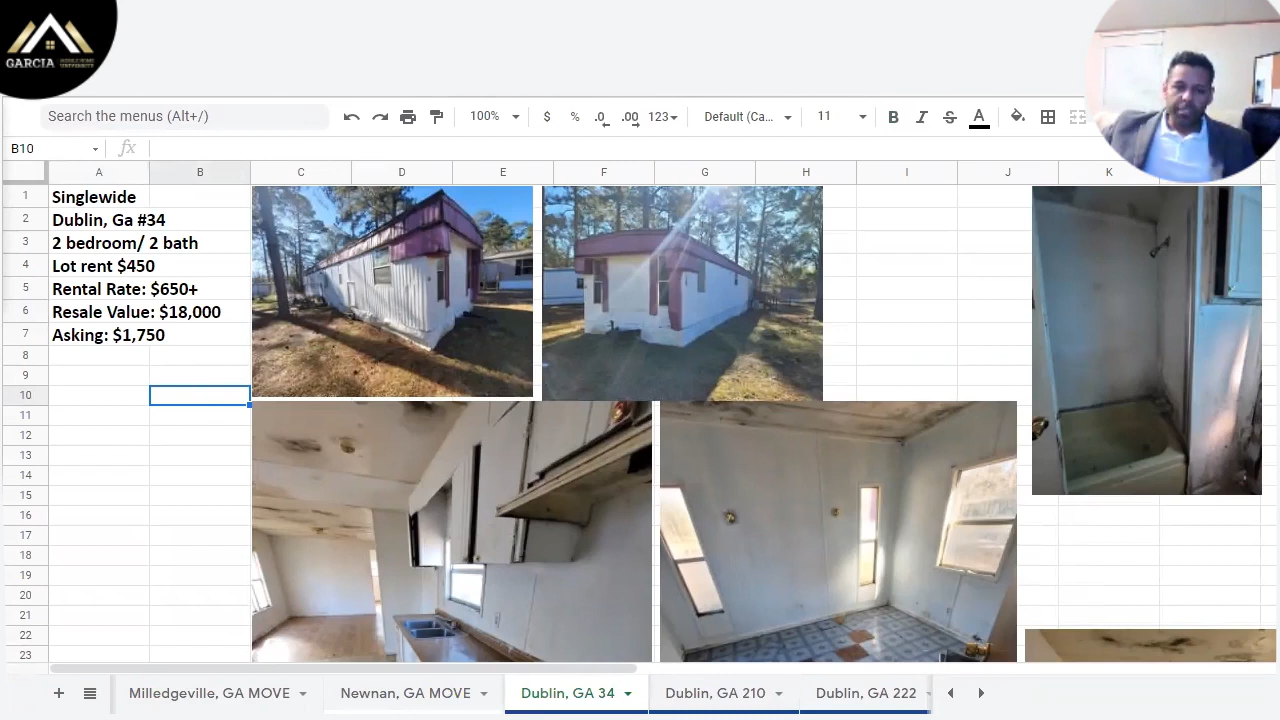 GARCIA MOBILE HOME
UNIVERSITY
Search the menus (Alt+/)
100%
$
%
.0
.00
123
Default (Ca...
11
B
I
S
A
B10
fx
A
B
C
D
E
F
G
H
I
J
K
1
Singlewide
2
Dublin, Ga #34
3
2 bedroom/ 2 bath
4
Lot rent $450
5
Rental Rate: $650+
6
Resale Value: $18,000
7
Asking: $1,750
8
9
10
11
12
13
14
15
16
17
18
19
20
21
22
23
Milledgeville, GA MOVE
Newnan, GA MOVE
Dublin, GA 34
Dublin, GA 210
Dublin, GA 222